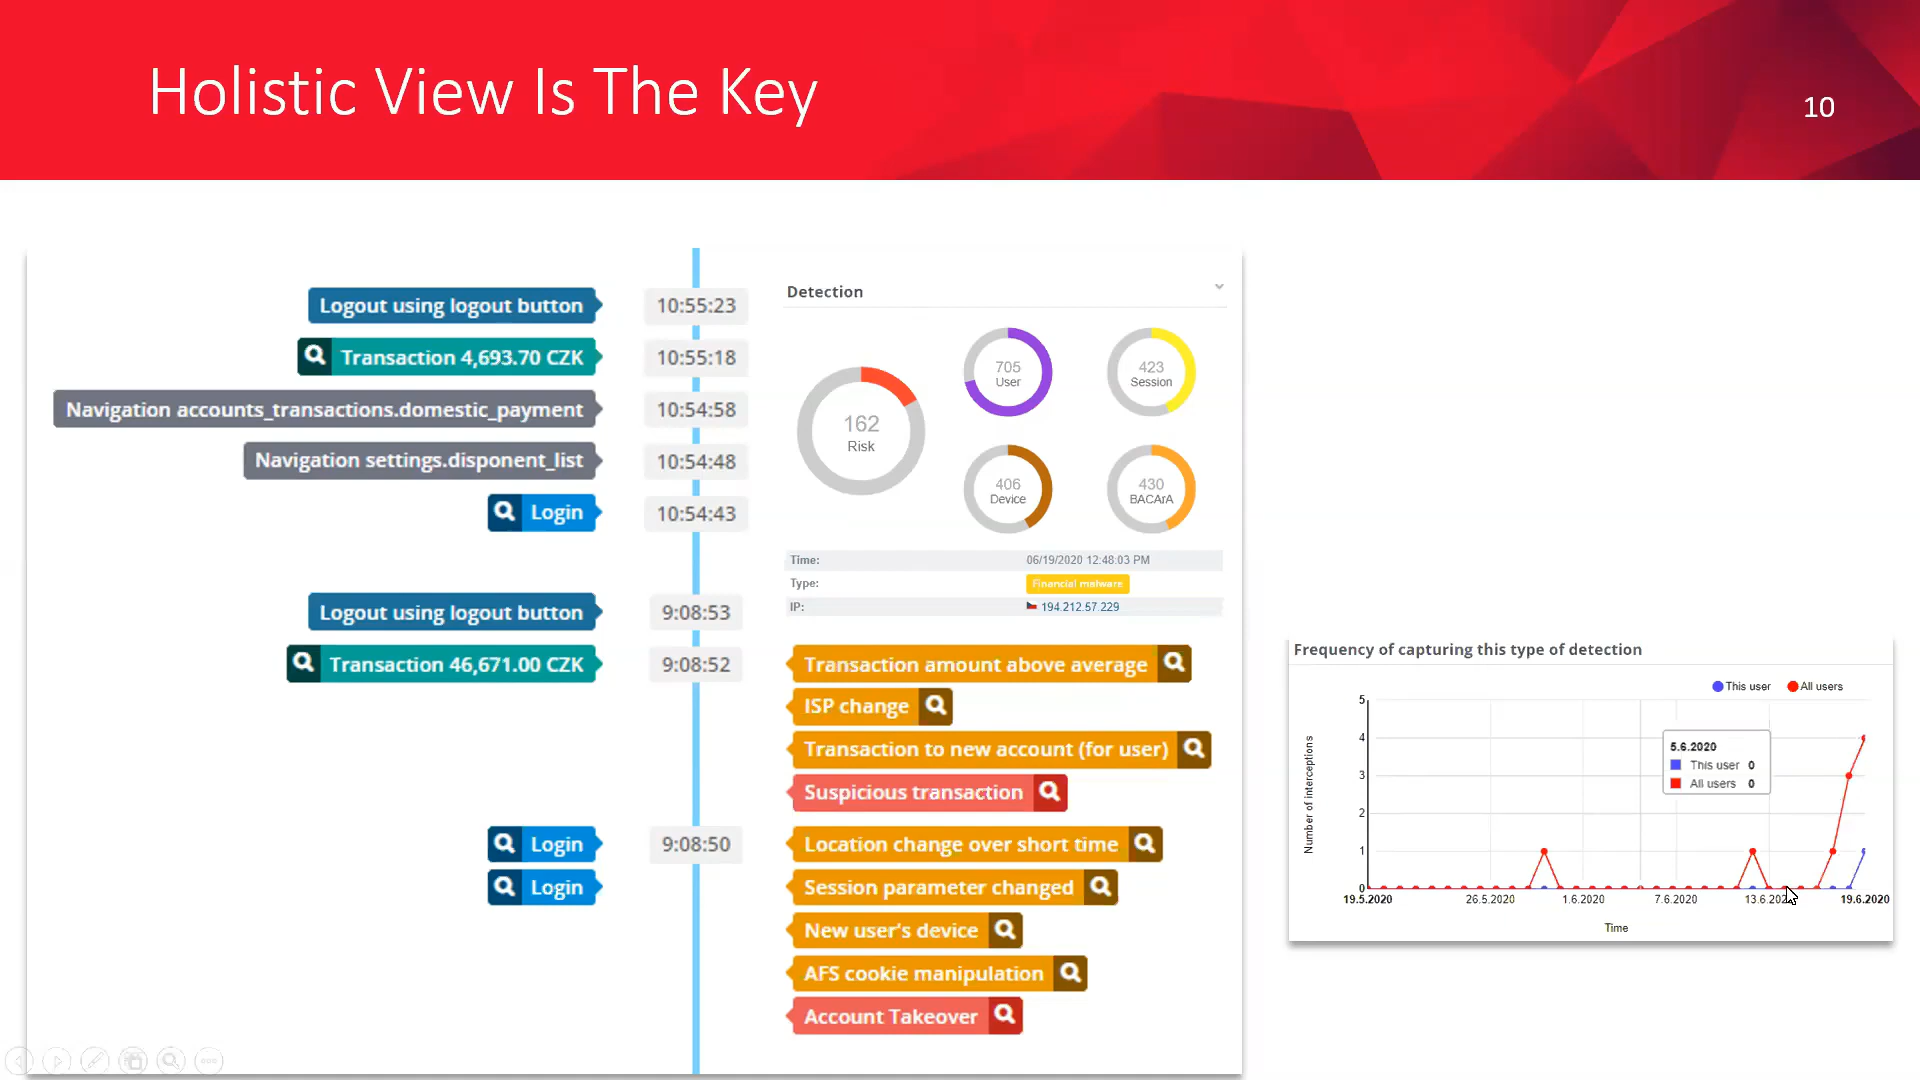 Holistic View Is The Key
10
Logout using logout button
10:55:23
Transaction 4,693.70 CZK
10:55:18
Navigation accounts_transactions.domestic_payment
10:54:58
Navigation settings.disponent_list
10:54:48
Login
10:54:43
Logout using logout button
9:08:53
Transaction 46,671.00 CZK
9:08:52
Login
9:08:50
Login
Detection
162
Risk
705
User
423
Session
406
Device
430
BACArA
Time: 06/19/2020 12:48:03 PM
Type: Financial malware
IP: 194.212.57.229
Transaction amount above average
ISP change
Transaction to new account (for user)
Suspicious transaction
Location change over short time
Session parameter changed
New user's device
AFS cookie manipulation
Account Takeover
Frequency of capturing this type of detection
This user All users
Number of interceptions
5
4
3
2
1
0
5.6.2020
This user 0
All users 0
19.5.2020 26.5.2020 1.6.2020 7.6.2020 13.6.2020 19.6.2020
Time